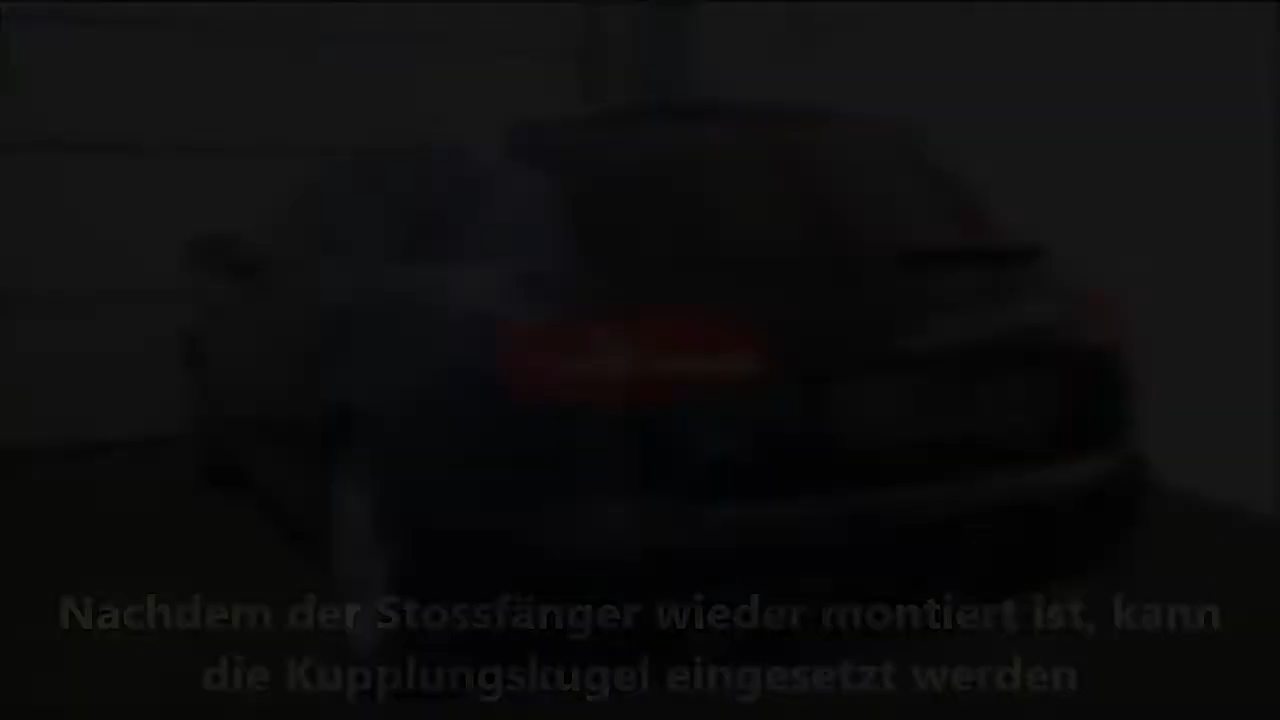 Nachdem der Stossfänger wieder montiert ist, kann
die Kupplungskugel eingesetzt werden